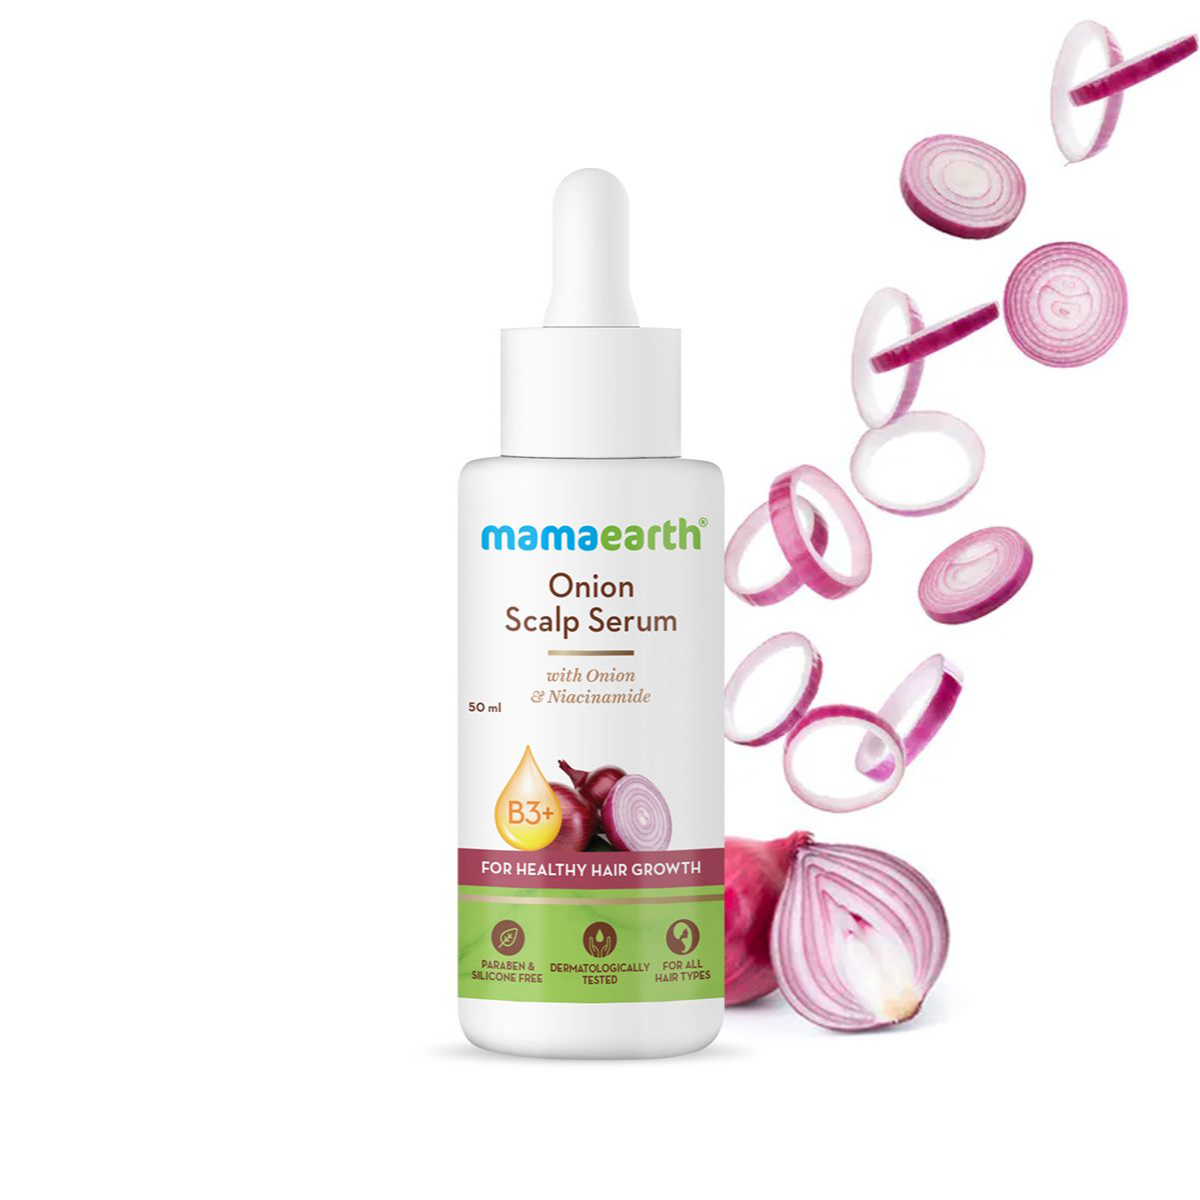 mamaearth®
Onion
Scalp Serum
with Onion
& Niacinamide
50 ml
B3+
FOR HEALTHY HAIR GROWTH
PARABEN &
SILICONE FREE
DERMATOLOGICALLY
TESTED
FOR ALL
HAIR TYPES